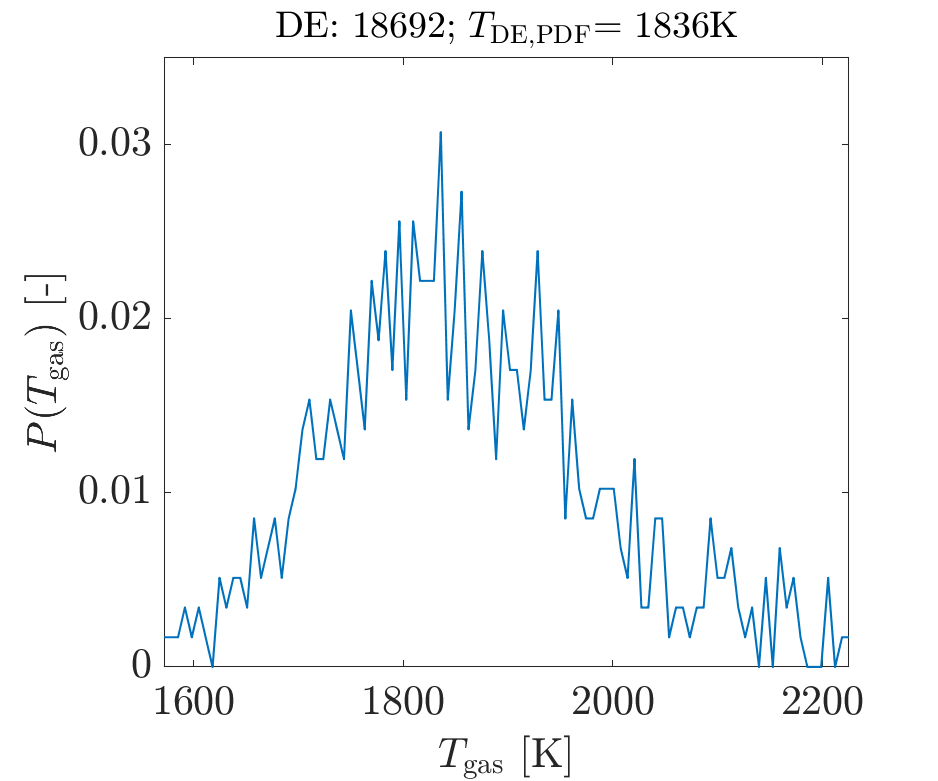 DE: 18692; T_DE,PDF= 1836K
0.03
0.02
0.01
0
P(T_gas) [-]
1600 1800 2000 2200
T_gas [K]